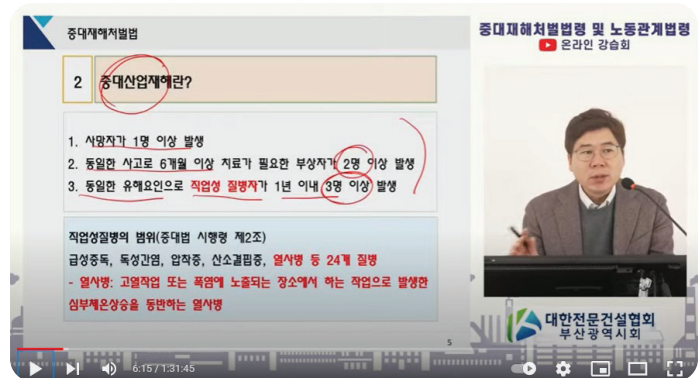 중대재해처벌법
중대재해처벌법령 및 노동관계법령
온라인 강습회
2
중대산업재해란?
1. 사망자가 1명 이상 발생
2. 동일한 사고로 6개월 이상 치료가 필요한 부상자가 2명 이상 발생
3. 동일한 유해요인으로 직업성 질병자가 1년 이내 3명 이상 발생
직업성질병의 범위(중대법 시행령 제2조)
급성중독, 독성간염, 압착증, 산소결핍증, 열사병 등 24개 질병
- 열사병: 고열작업 또는 폭염에 노출되는 장소에서 하는 작업으로 발생한
심부체온상승을 동반하는 열사병
5
대한전문건설협회
부산광역시회
6:15 / 1:31:45